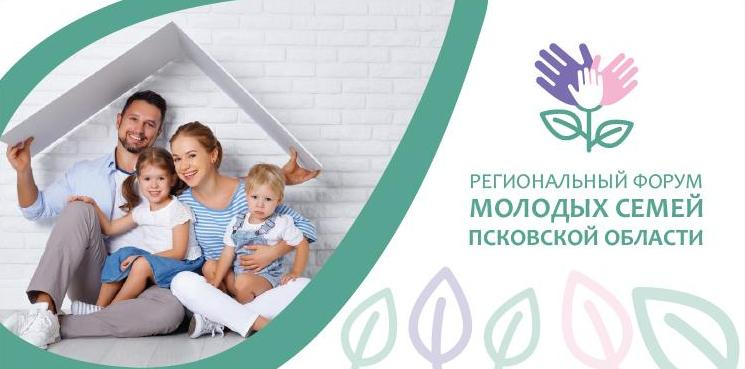 РЕГИОНАЛЬНЫЙ ФОРУМ
МОЛОДЫХ СЕМЕЙ
ПСКОВСКОЙ ОБЛАСТИ